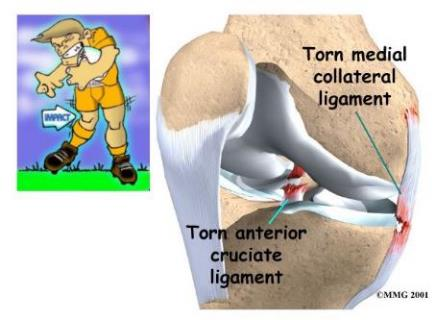 Torn medial
collateral
ligament
IMPACT
Torn anterior
cruciate
ligament
©MMG 2001